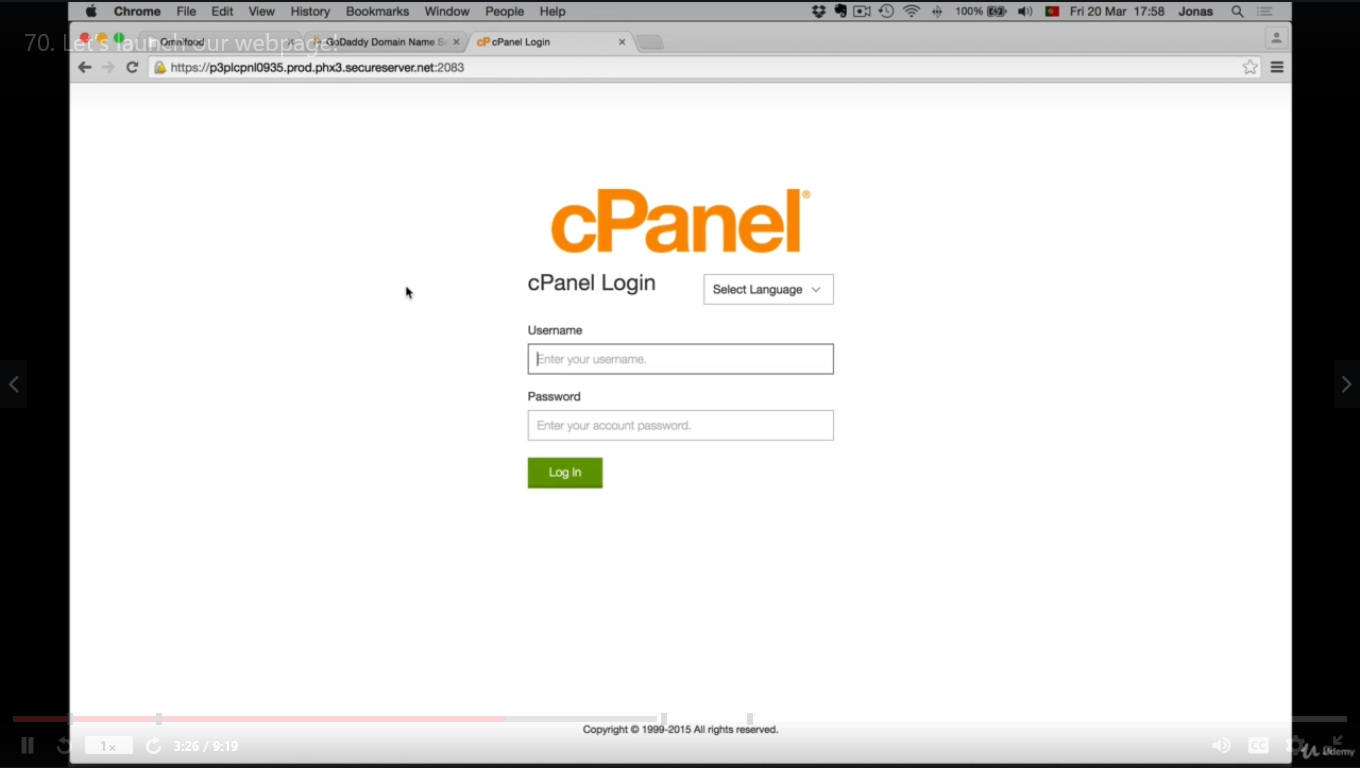 Chrome File Edit View History Bookmarks Window People Help 100% Fri 20 Mar 17:58 Jonas
70. Let's launch our webpage!
Omnifood GoDaddy Domain Name cPanel Login
https://p3plcpnl0935.prod.phx3.secureserver.net:2083
cPanel®
cPanel Login
Select Language
Username
Enter your username.
Password
Enter your account password.
Log In
Copyright © 1999-2015 All rights reserved.
1x 3:26 / 9:19 CC
Udemy